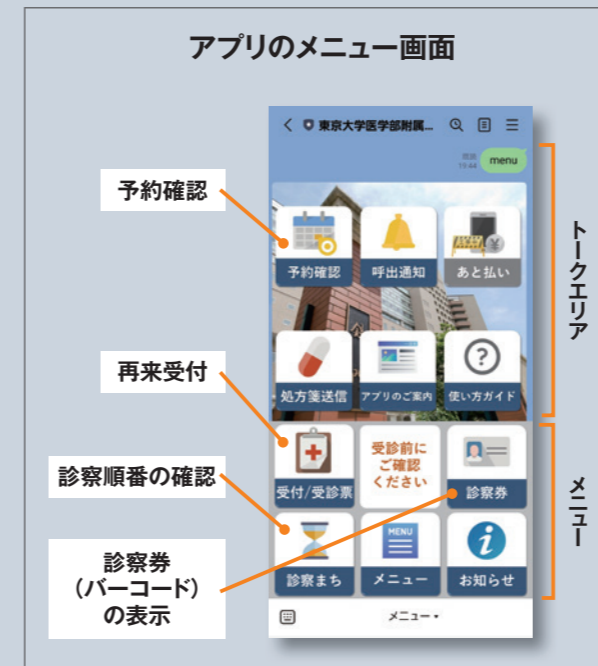 アプリのメニュー画面
東京大学医学部附属…
既読
19:44
menu
予約確認
予約確認
呼出通知
あと払い
トークエリア
再来受付
処方箋送信
アプリのご案内
使い方ガイド
受付/受診票
受診前に
ご確認
ください
診察券
診察順番の確認
メニュー
MENU
診察まち
メニュー
お知らせ
診察券
（バーコード）
の表示
メニュー▾